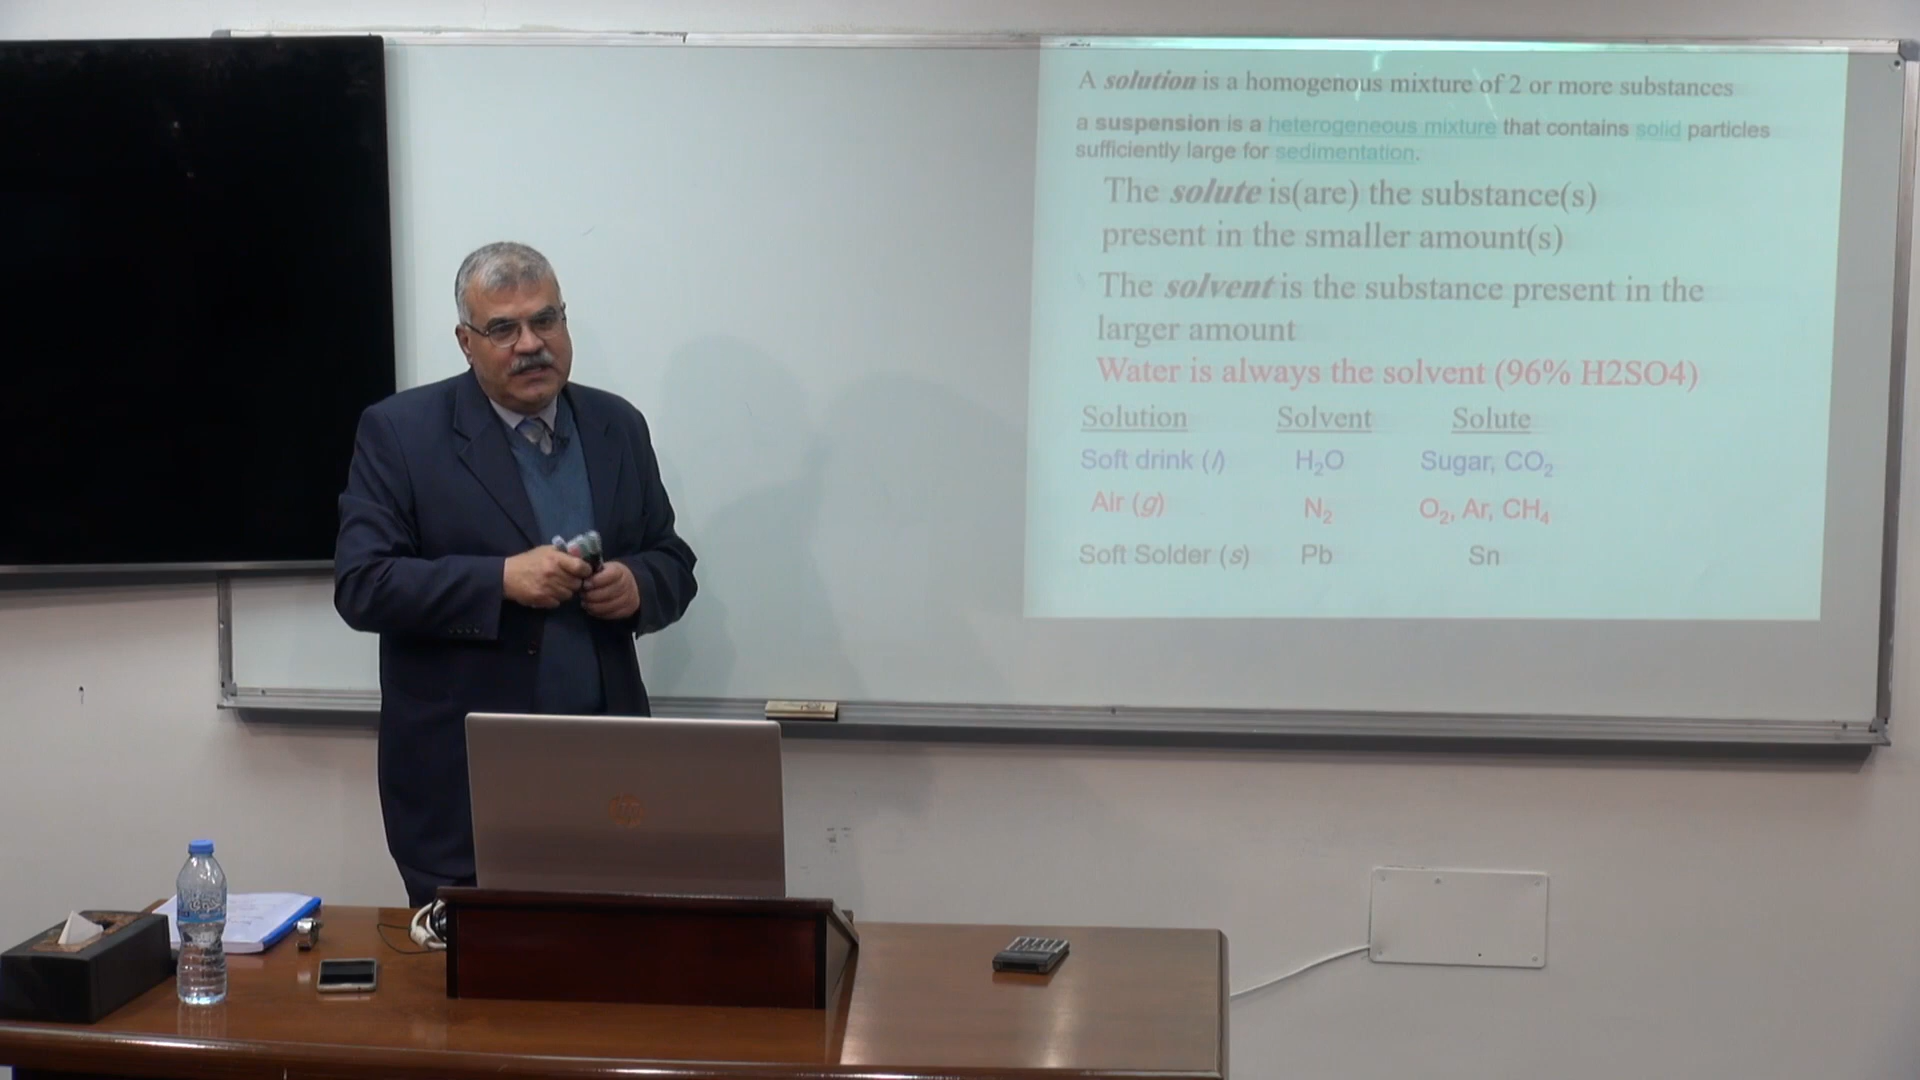 A solution is a homogenous mixture of 2 or more substances
a suspension is a heterogeneous mixture that contains solid particles
sufficiently large for sedimentation.
The solute is(are) the substance(s)
present in the smaller amount(s)
The solvent is the substance present in the
larger amount
Water is always the solvent (96% H2SO4)
Solution Solvent Solute
Soft drink (l) H₂O Sugar, CO₂
Air (g) N₂ O₂, Ar, CH₄
Soft Solder (s) Pb Sn
hp